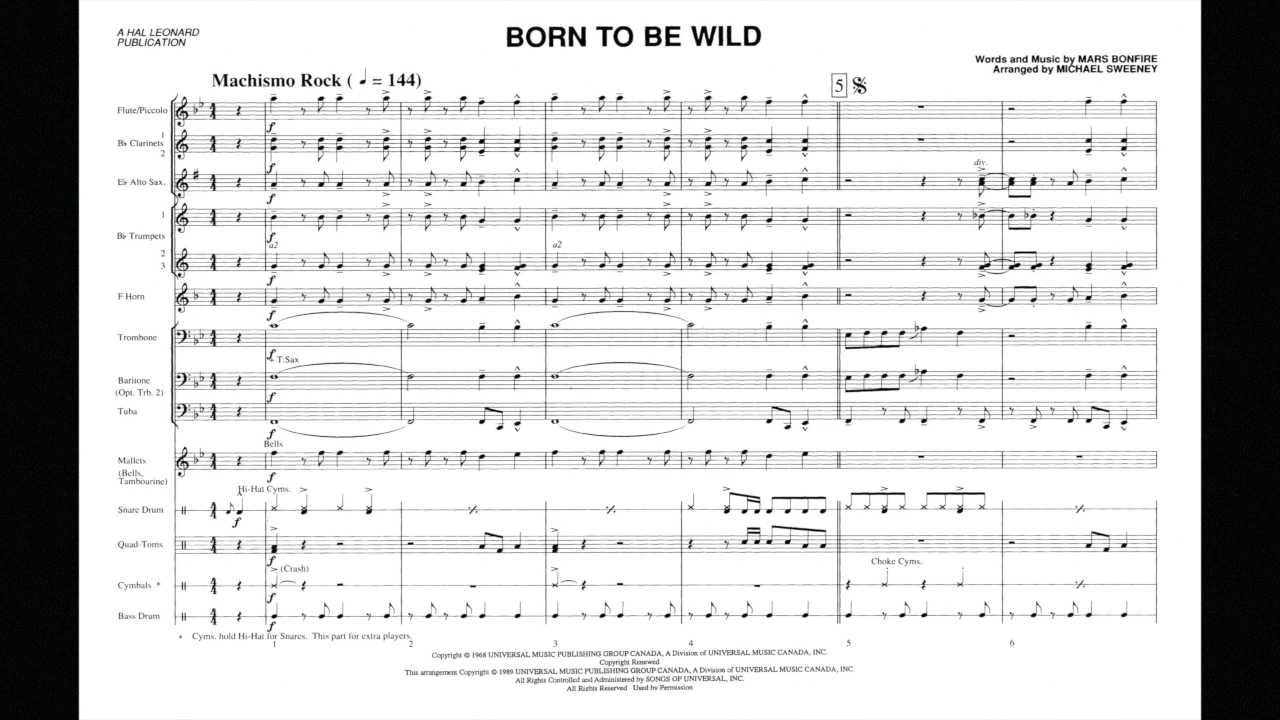 A HAL LEONARD
PUBLICATION
BORN TO BE WILD
Words and Music by MARS BONFIRE
Arranged by MICHAEL SWEENEY
Machismo Rock ( ♩ = 144)
5
Flute/Piccolo
f
B♭ Clarinets
1
2
f
div.
E♭ Alto Sax.
f
B♭ Trumpets
1
f
a2
a2
2
3
f
F Horn
f
Trombone
f
T.Sax
Baritone
(Opt. Trb. 2)
f
Tuba
f
Bells
Mallets
(Bells,
Tambourine)
f
Hi-Hat Cyms.
Snare Drum
f
Quad-Toms
f
(Crash)
Choke Cyms.
Cymbals *
f
Bass Drum
f
* Cyms. hold Hi-Hat for Snares. This part for extra players.
1 2 3 4 5 6
Copyright © 1968 UNIVERSAL MUSIC PUBLISHING GROUP CANADA, A Division of UNIVERSAL MUSIC CANADA, INC.
Copyright Renewed
This arrangement Copyright © 1989 UNIVERSAL MUSIC PUBLISHING GROUP CANADA, A Division of UNIVERSAL MUSIC CANADA, INC.
All Rights Controlled and Administered by SONGS OF UNIVERSAL, INC.
All Rights Reserved Used by Permission